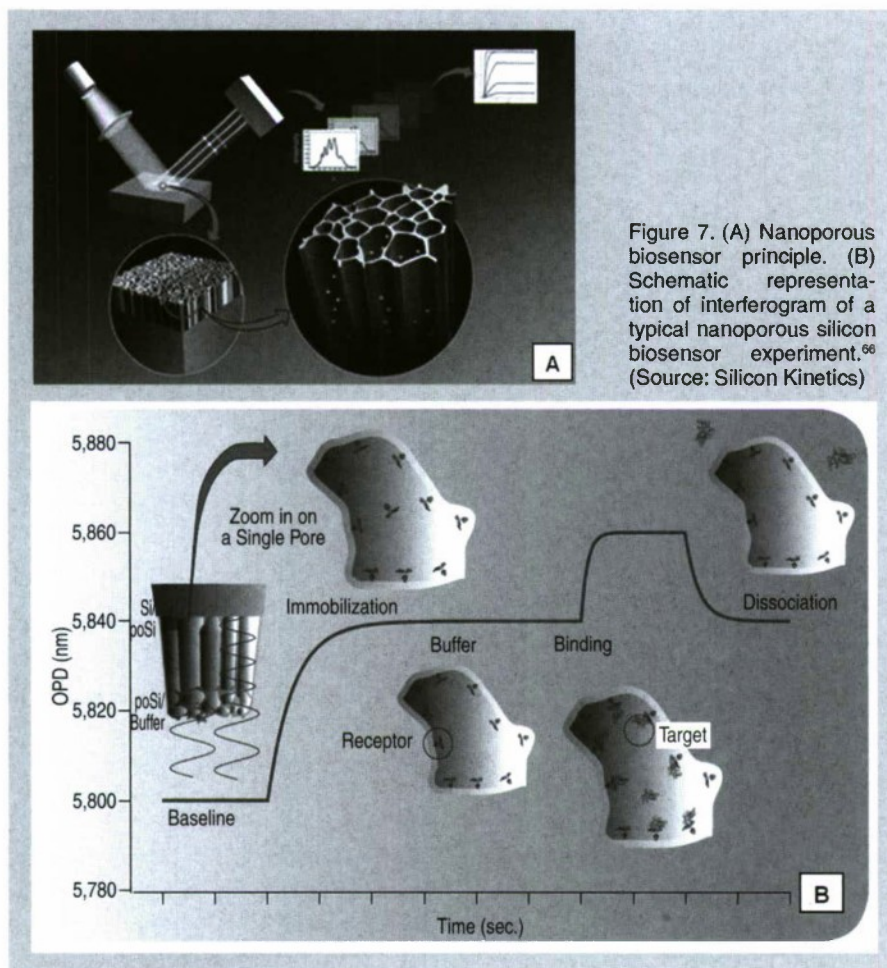 A
Figure 7. (A) Nanoporous
biosensor principle. (B)
Schematic representa-
tion of interferogram of a
typical nanoporous silicon
biosensor experiment.66
(Source: Silicon Kinetics)
5,880
5,860
5,840
5,820
5,800
5,780
OPD (nm)
Zoom in on
a Single Pore
Si/
poSi
poSi/
Buffer
Immobilization
Buffer
Binding
Dissociation
Receptor
Target
Baseline
B
Time (sec.)